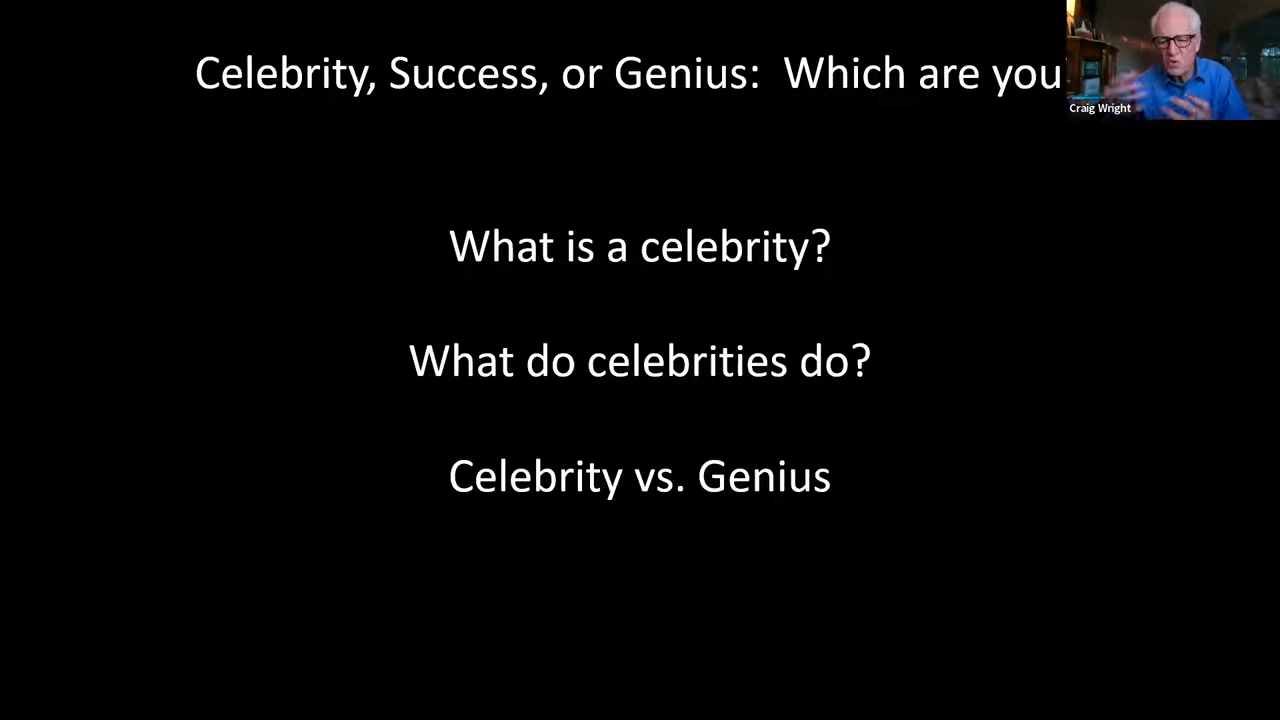 Celebrity, Success, or Genius:  Which are you
Craig Wright
What is a celebrity?
What do celebrities do?
Celebrity vs. Genius